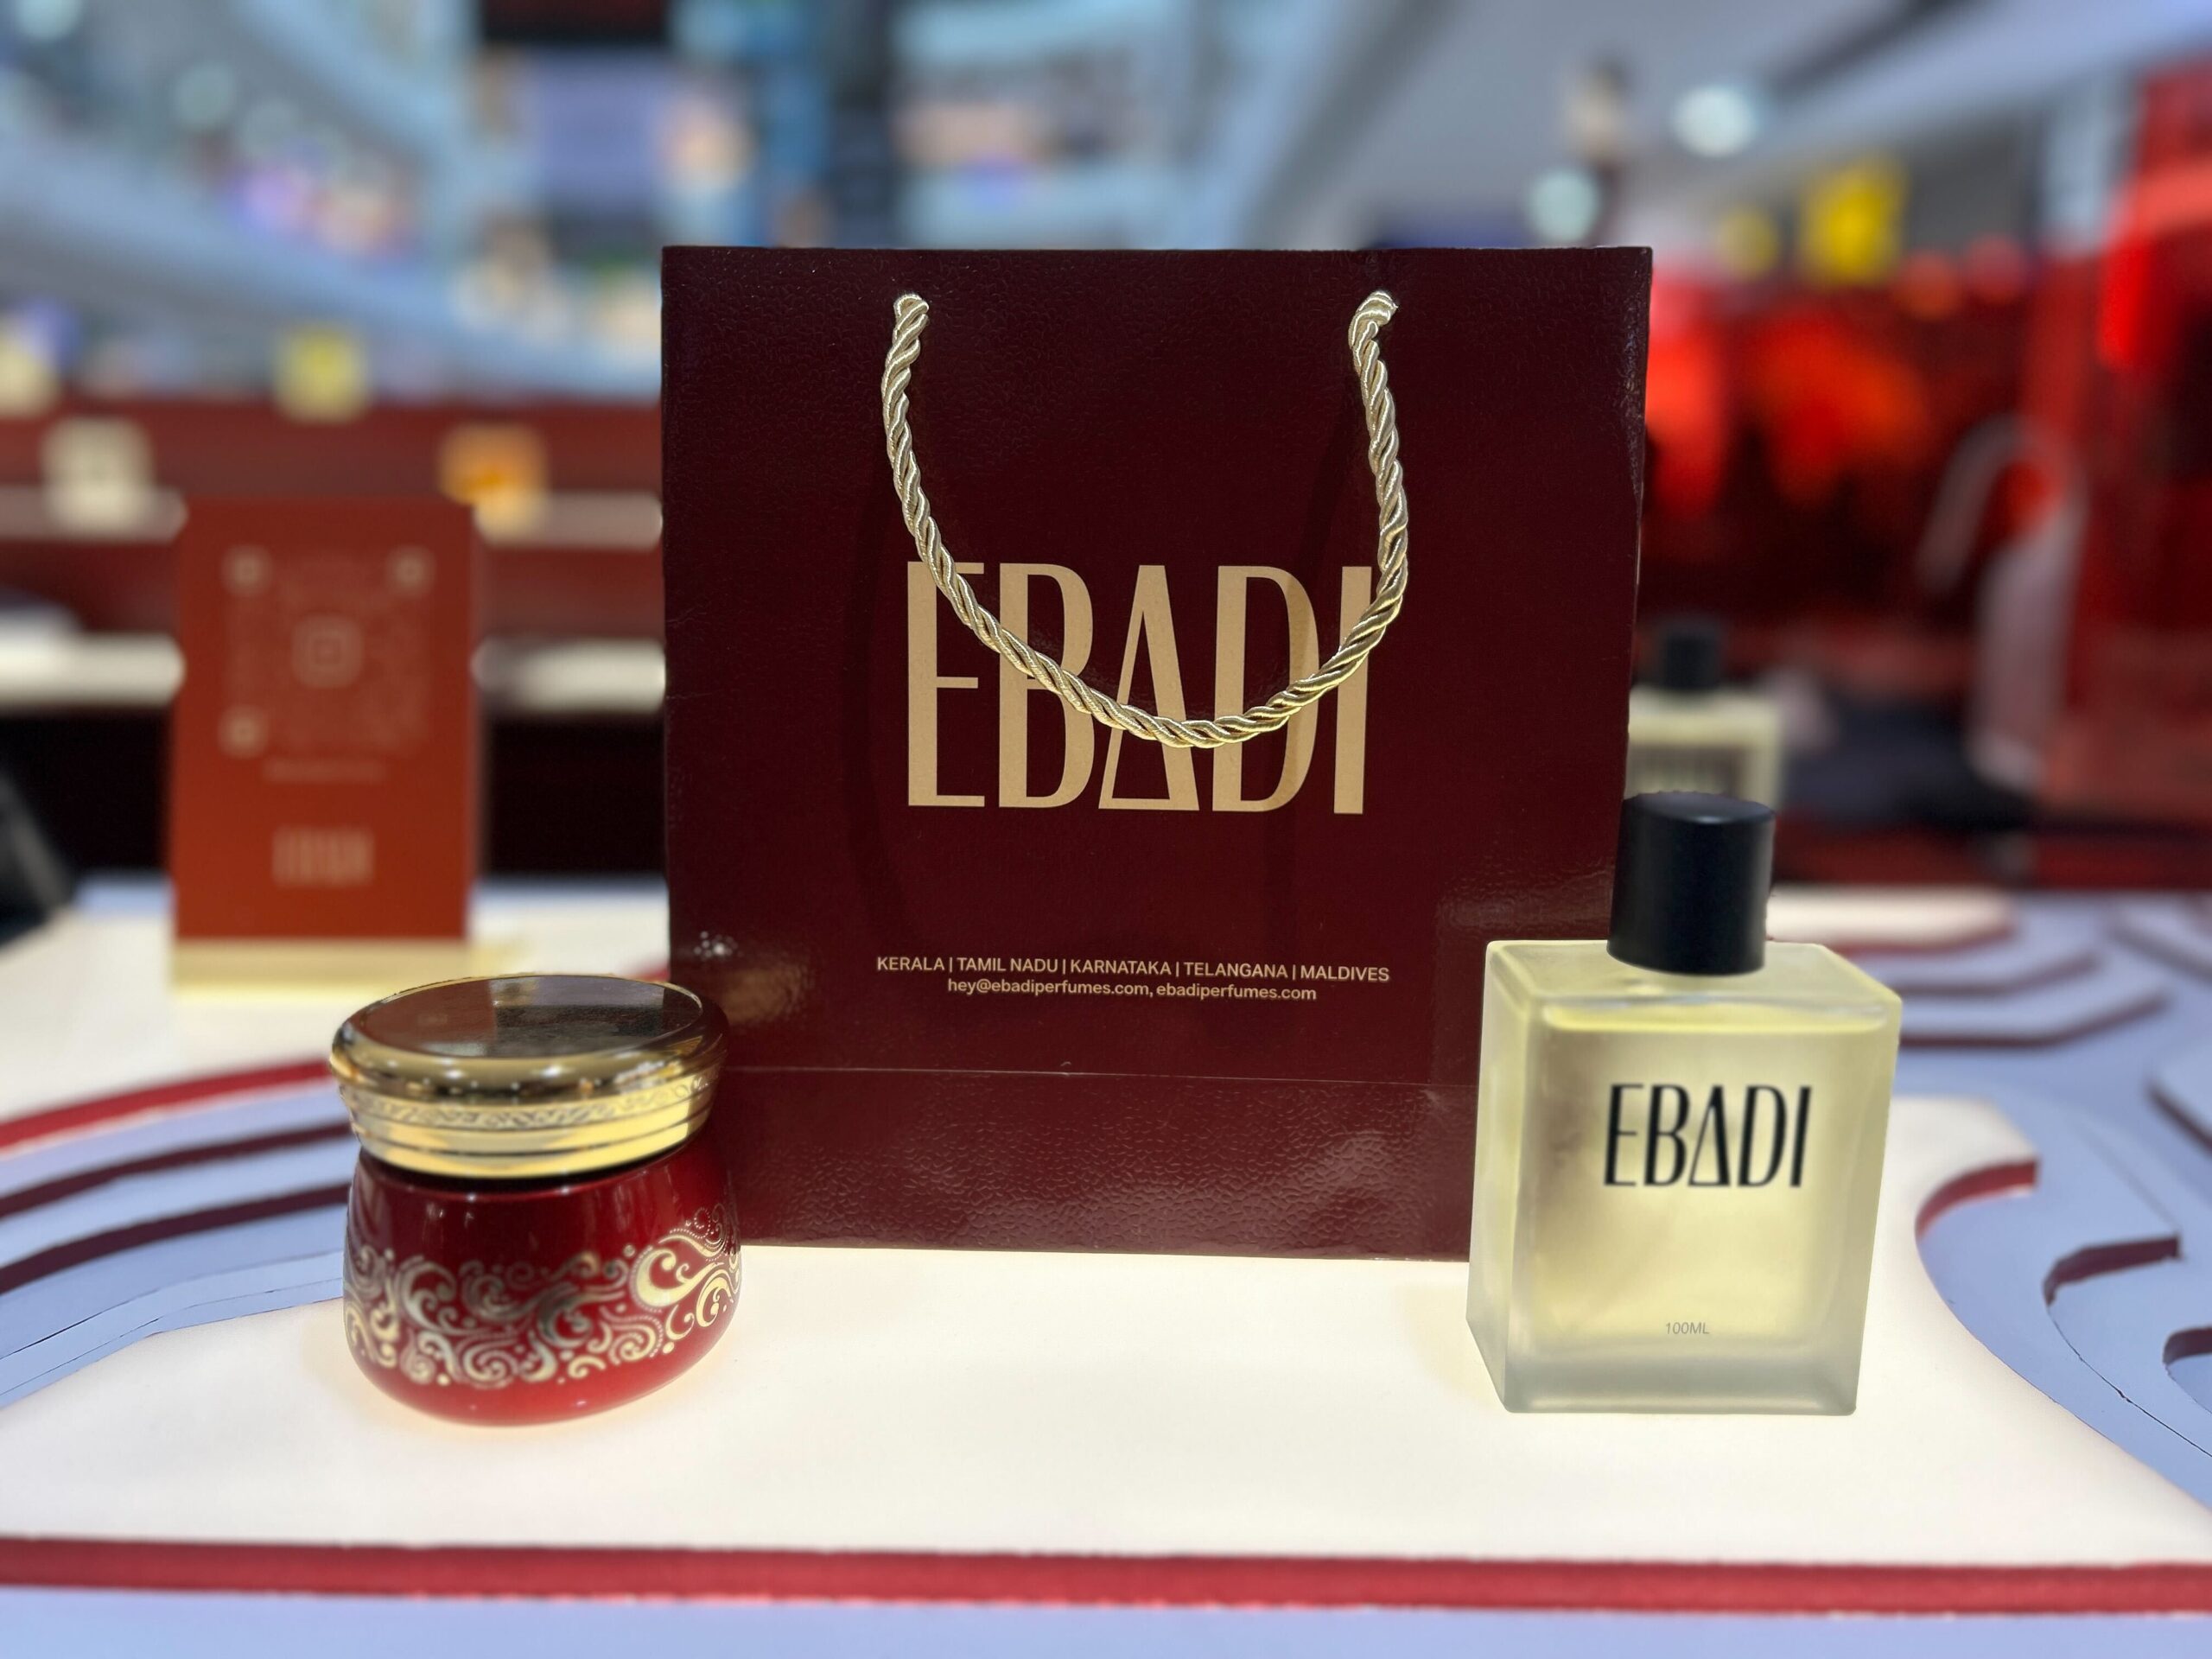 EBADI
KERALA | TAMIL NADU | KARNATAKA | TELANGANA | MALDIVES
hey@ebadiperfumes.com, ebadiperfumes.com
EBADI
100ML